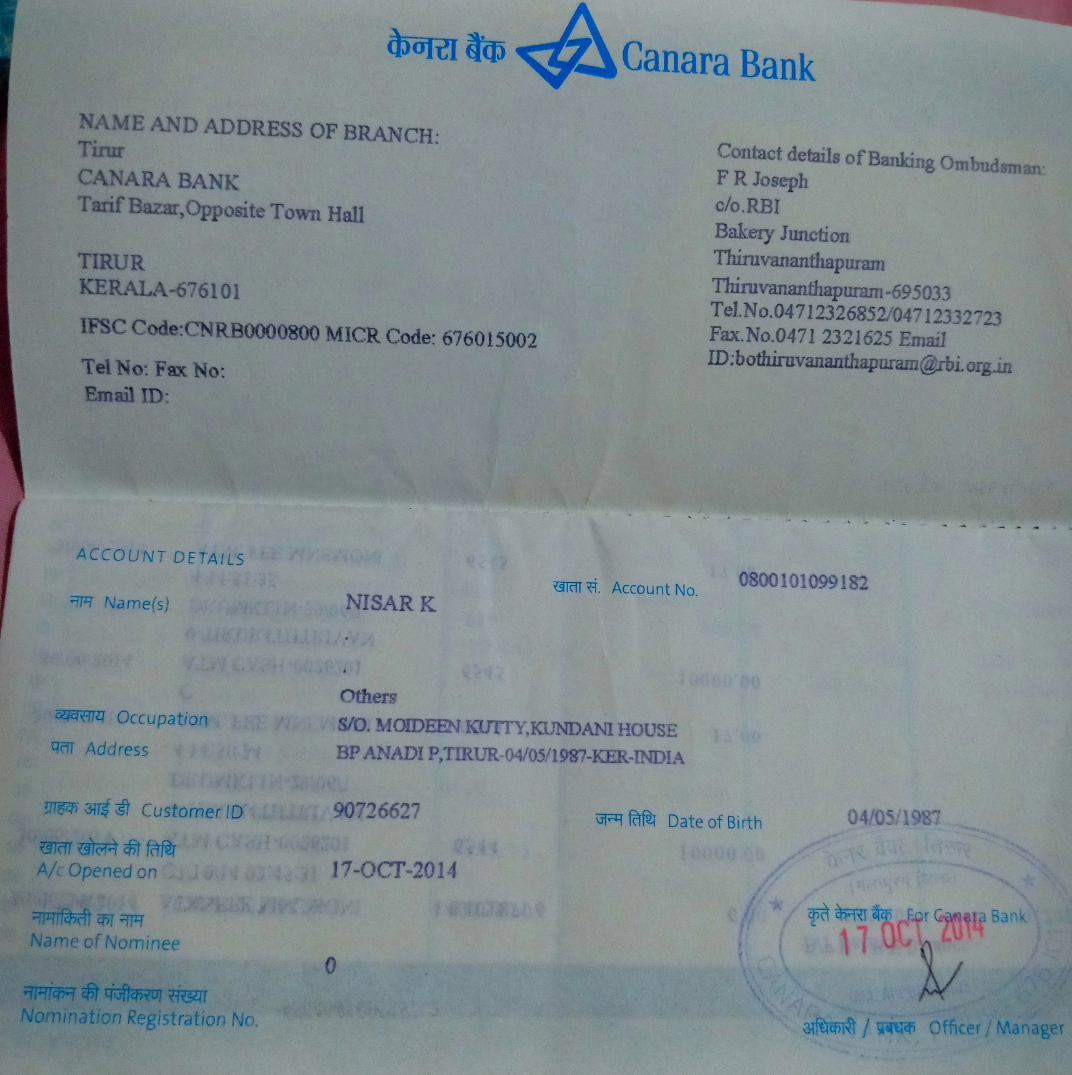 केनरा बैंक Canara Bank
NAME AND ADDRESS OF BRANCH:
Tirur
CANARA BANK
Tarif Bazar,Opposite Town Hall
TIRUR
KERALA-676101
IFSC Code:CNRB0000800 MICR Code: 676015002
Tel No: Fax No:
Email ID:
Contact details of Banking Ombudsman:
F R Joseph
c/o.RBI
Bakery Junction
Thiruvananthapuram
Thiruvananthapuram-695033
Tel.No.04712326852/04712332723
Fax.No.0471 2321625 Email
ID:bothiruvananthapuram@rbi.org.in
ACCOUNT DETAILS
खाता सं. Account No. 0800101099182
नाम Name(s) NISAR K
Others
व्यवसाय Occupation
S/O. MOIDEEN KUTTY,KUNDANI HOUSE
पता Address BP ANADI P,TIRUR-04/05/1987-KER-INDIA
ग्राहक आई डी Customer ID 90726627
जन्म तिथि Date of Birth 04/05/1987
खाता खोलने की तिथि
A/c Opened on 17-OCT-2014
नामांकिती का नाम
Name of Nominee
0
नामांकन की पंजीकरण संख्या
Nomination Registration No.
कृते केनरा बैंक For Canara Bank
17 OCT 2014
अधिकारी / प्रबंधक Officer / Manager